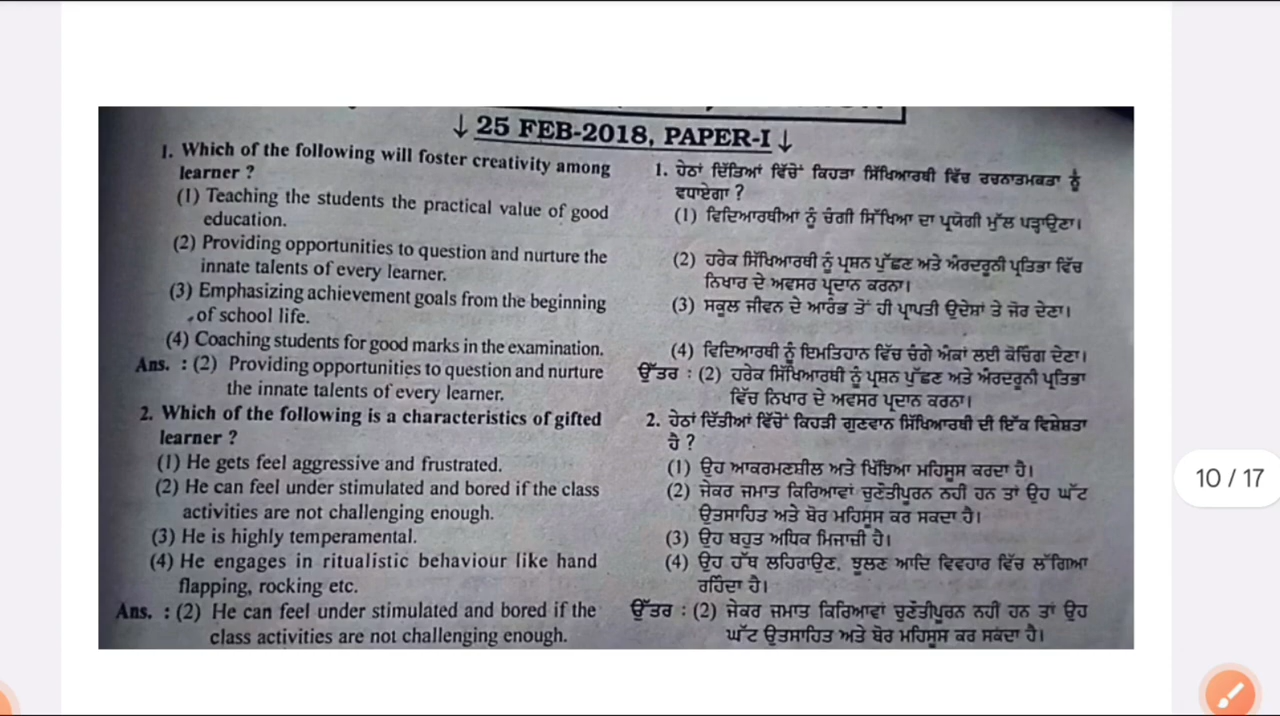 ↓ 25 FEB-2018, PAPER-I ↓
1. Which of the following will foster creativity among
learner ?
(1) Teaching the students the practical value of good
education.
(2) Providing opportunities to question and nurture the
innate talents of every learner.
(3) Emphasizing achievement goals from the beginning
of school life.
(4) Coaching students for good marks in the examination.
Ans. : (2) Providing opportunities to question and nurture
the innate talents of every learner.
2. Which of the following is a characteristics of gifted
learner ?
(1) He gets feel aggressive and frustrated.
(2) He can feel under stimulated and bored if the class
activities are not challenging enough.
(3) He is highly temperamental.
(4) He engages in ritualistic behaviour like hand
flapping, rocking etc.
Ans. : (2) He can feel under stimulated and bored if the
class activities are not challenging enough.
1. ਹੇਠਾਂ ਦਿੱਤਿਆਂ ਵਿੱਚੋਂ ਕਿਹੜਾ ਸਿੱਖਿਆਰਥੀ ਵਿੱਚ ਰਚਨਾਤਮਕਤਾ ਨੂੰ
ਵਧਾਏਗਾ ?
(1) ਵਿਦਿਆਰਥੀਆਂ ਨੂੰ ਚੰਗੀ ਸਿੱਖਿਆ ਦਾ ਪ੍ਰਯੋਗੀ ਮੁੱਲ ਪੜ੍ਹਾਉਣਾ।
(2) ਹਰੇਕ ਸਿੱਖਿਆਰਥੀ ਨੂੰ ਪ੍ਰਸ਼ਨ ਪੁੱਛਣ ਅਤੇ ਅੰਦਰੂਨੀ ਪ੍ਰਤਿਭਾ ਵਿੱਚ
ਨਿਖਾਰ ਦੇ ਅਵਸਰ ਪ੍ਰਦਾਨ ਕਰਨਾ।
(3) ਸਕੂਲ ਜੀਵਨ ਦੇ ਆਰੰਭ ਤੋਂ ਹੀ ਪ੍ਰਾਪਤੀ ਉਦੇਸ਼ਾਂ ਤੇ ਜੋਰ ਦੇਣਾ।
(4) ਵਿਦਿਆਰਥੀ ਨੂੰ ਇਮਤਿਹਾਨ ਵਿੱਚ ਚੰਗੇ ਅੰਕਾਂ ਲਈ ਕੋਚਿੰਗ ਦੇਣਾ।
ਉੱਤਰ : (2) ਹਰੇਕ ਸਿੱਖਿਆਰਥੀ ਨੂੰ ਪ੍ਰਸ਼ਨ ਪੁੱਛਣ ਅਤੇ ਅੰਦਰੂਨੀ ਪ੍ਰਤਿਭਾ
ਵਿੱਚ ਨਿਖਾਰ ਦੇ ਅਵਸਰ ਪ੍ਰਦਾਨ ਕਰਨਾ।
2. ਹੇਠਾਂ ਦਿੱਤੀਆਂ ਵਿੱਚੋਂ ਕਿਹੜੀ ਗੁਣਵਾਨ ਸਿੱਖਿਆਰਥੀ ਦੀ ਇੱਕ ਵਿਸ਼ੇਸ਼ਤਾ
ਹੈ ?
(1) ਉਹ ਆਕਰਮਣਸ਼ੀਲ ਅਤੇ ਖਿੱਝਿਆ ਮਹਿਸੂਸ ਕਰਦਾ ਹੈ।
(2) ਜੇਕਰ ਜਮਾਤ ਕਿਰਿਆਵਾਂ ਚੁਣੌਤੀਪੂਰਨ ਨਹੀਂ ਹਨ ਤਾਂ ਉਹ ਘੱਟ
ਉਤਸਾਹਿਤ ਅਤੇ ਬੋਰ ਮਹਿਸੂਸ ਕਰ ਸਕਦਾ ਹੈ।
(3) ਉਹ ਬਹੁਤ ਅਧਿਕ ਮਿਜਾਜ਼ੀ ਹੈ।
(4) ਉਹ ਹੱਥ ਲਹਿਰਾਉਣ, ਝੂਲਣ ਆਦਿ ਵਿਵਹਾਰ ਵਿੱਚ ਲੱਗਿਆ
ਰਹਿੰਦਾ ਹੈ।
ਉੱਤਰ : (2) ਜੇਕਰ ਜਮਾਤ ਕਿਰਿਆਵਾਂ ਚੁਣੌਤੀਪੂਰਨ ਨਹੀਂ ਹਨ ਤਾਂ ਉਹ
ਘੱਟ ਉਤਸਾਹਿਤ ਅਤੇ ਬੋਰ ਮਹਿਸੂਸ ਕਰ ਸਕਦਾ ਹੈ।
10 / 17